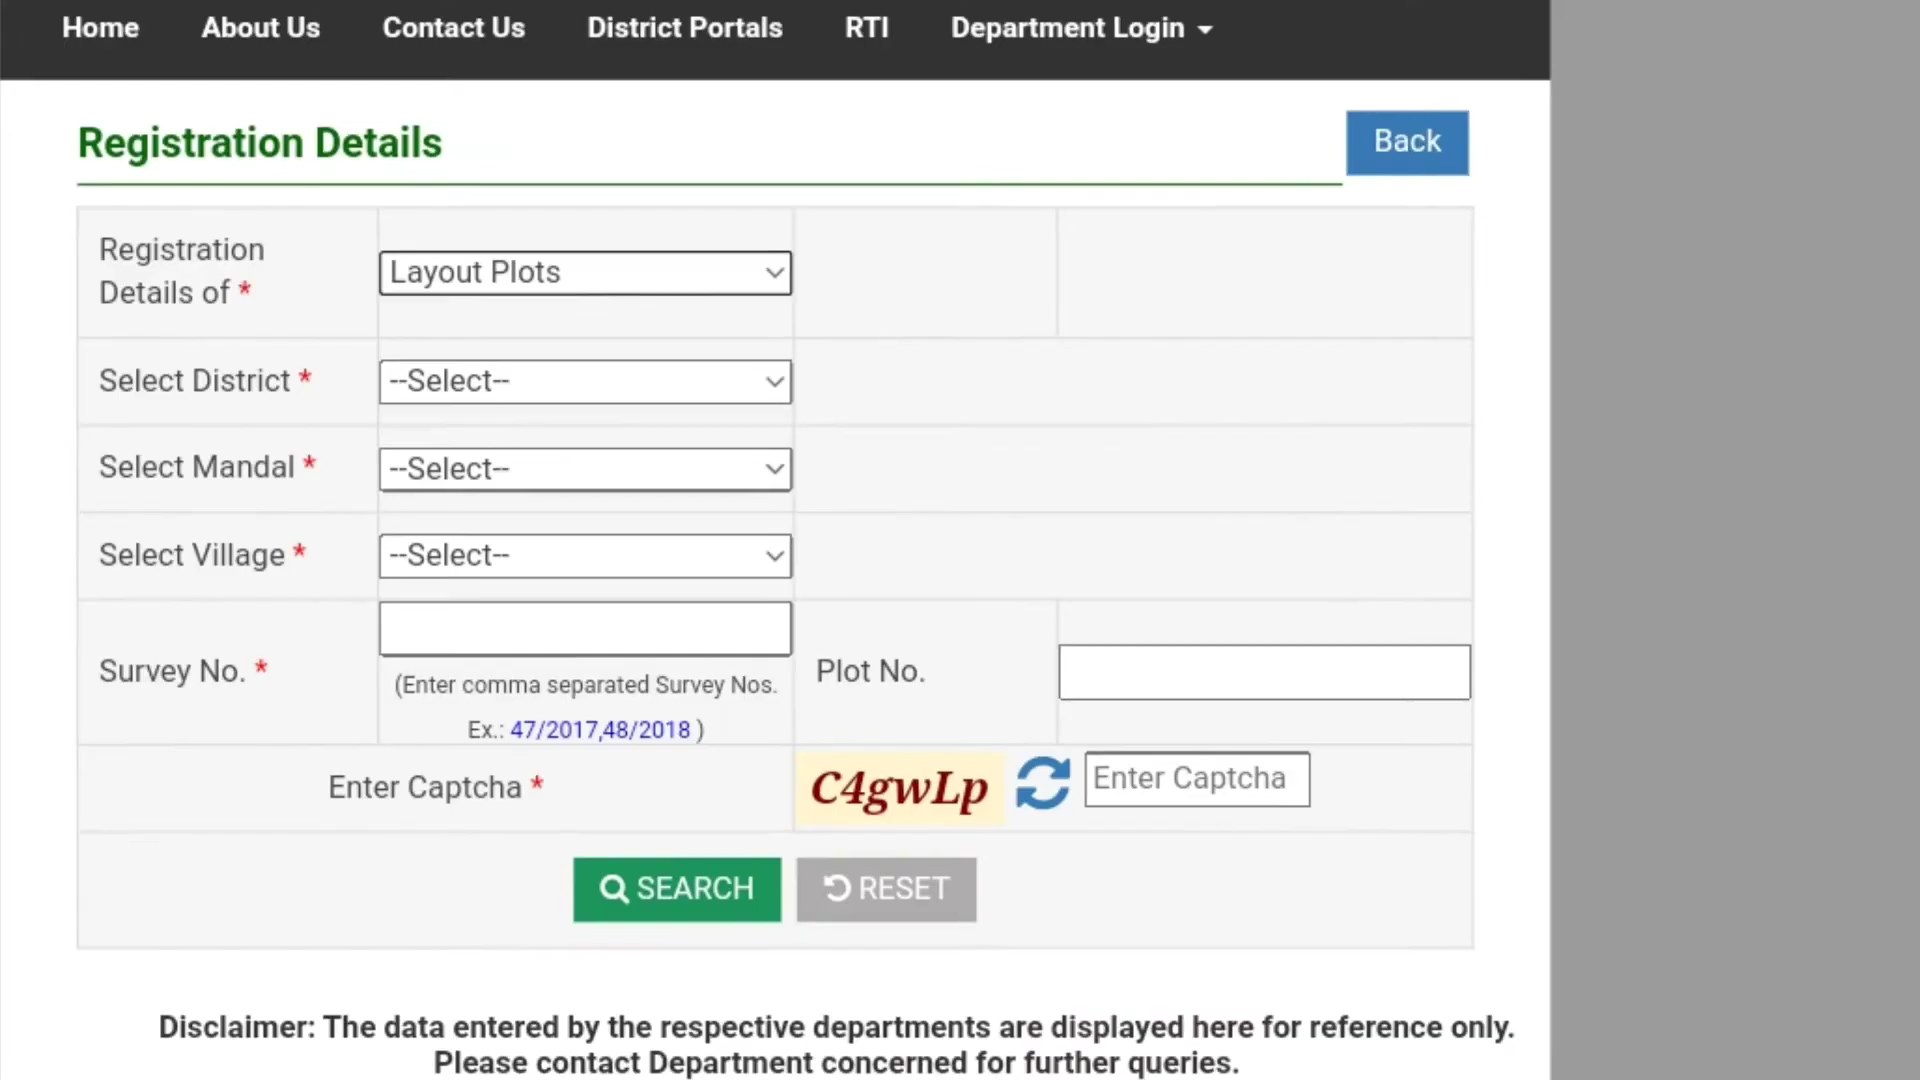 Home About Us Contact Us District Portals RTI Department Login
Registration Details
Back
Registration
Details of *
Layout Plots
Select District *
--Select--
Select Mandal *
--Select--
Select Village *
--Select--
Survey No. *
(Enter comma separated Survey Nos.
Ex.: 47/2017,48/2018 )
Plot No.
Enter Captcha *
C4gwLp
Enter Captcha
SEARCH
RESET
Disclaimer: The data entered by the respective departments are displayed here for reference only.
Please contact Department concerned for further queries.